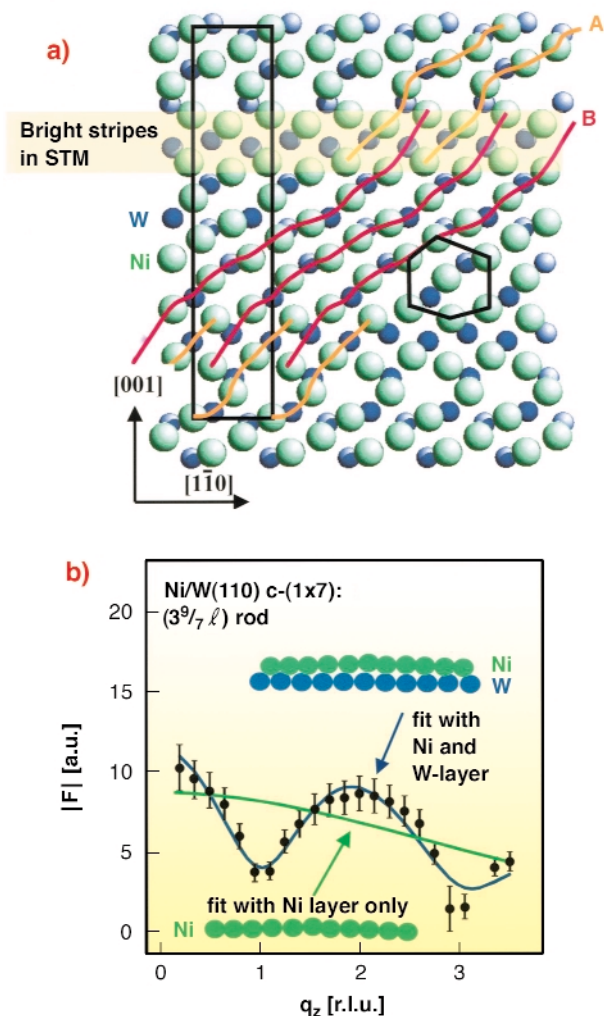 a)
A
Bright stripes
in STM
B
W
Ni
[001]
[11̄0]
b)
Ni/W(110) c-(1x7):
(3⁹/₇ ℓ) rod
20
15
10
5
0
|F| [a.u.]
Ni
W
fit with
Ni and
W-layer
fit with Ni layer only
Ni
0 1 2 3
q_z [r.l.u.]